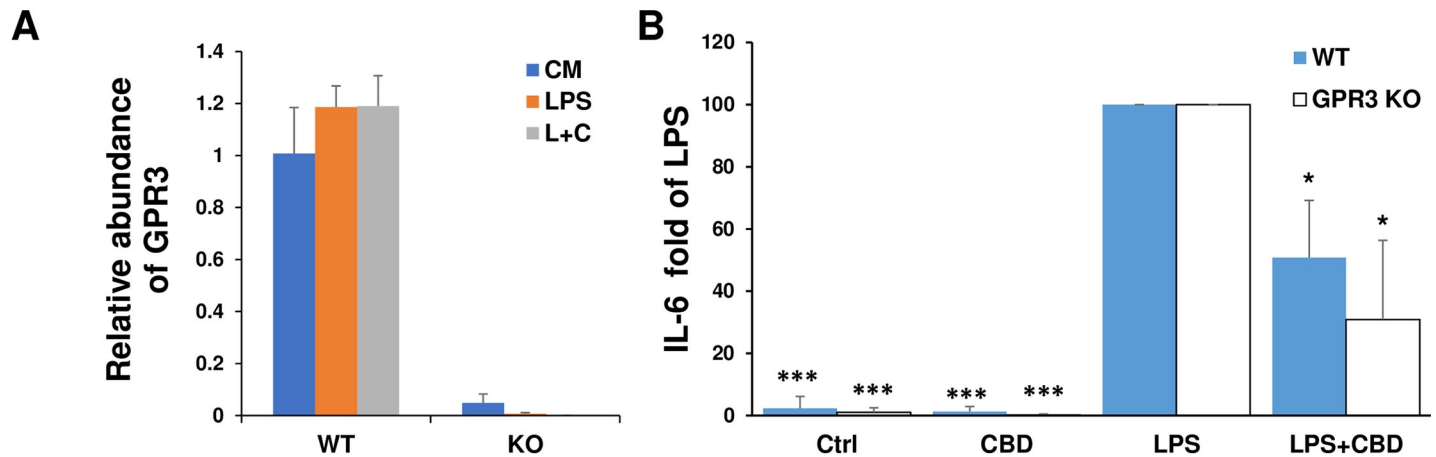 A
Relative abundance
of GPR3
1.4
1.2
1
0.8
0.6
0.4
0.2
0
CM
LPS
L+C
WT
KO
B
IL-6 fold of LPS
120
100
80
60
40
20
0
WT
GPR3 KO
***
***
***
***
*
*
Ctrl
CBD
LPS
LPS+CBD